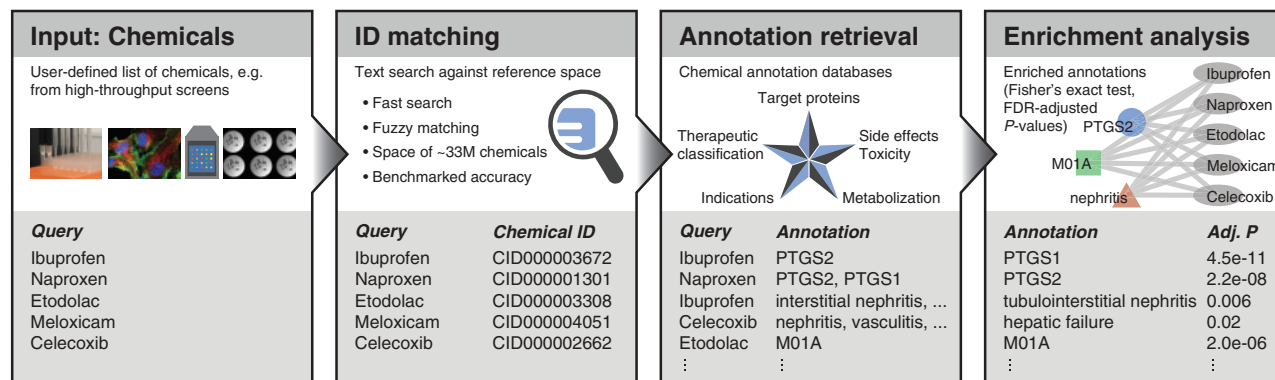 Input: Chemicals
User-defined list of chemicals, e.g.
from high-throughput screens
Query
Ibuprofen
Naproxen
Etodolac
Meloxicam
Celecoxib
ID matching
Text search against reference space
• Fast search
• Fuzzy matching
• Space of ~33M chemicals
• Benchmarked accuracy
Query Chemical ID
Ibuprofen CID000003672
Naproxen CID000001301
Etodolac CID000003308
Meloxicam CID000004051
Celecoxib CID000002662
Annotation retrieval
Chemical annotation databases
Target proteins
Therapeutic
classification
Side effects
Toxicity
Indications
Metabolization
Query Annotation
Ibuprofen PTGS2
Naproxen PTGS2, PTGS1
Ibuprofen interstitial nephritis, ...
Celecoxib nephritis, vasculitis, ...
Etodolac M01A
⋮ ⋮
Enrichment analysis
Enriched annotations
(Fisher's exact test,
FDR-adjusted
P-values)
PTGS2
M01A
nephritis
Ibuprofen
Naproxen
Etodolac
Meloxicam
Celecoxib
Annotation Adj. P
PTGS1 4.5e-11
PTGS2 2.2e-08
tubulointerstitial nephritis 0.006
hepatic failure 0.02
M01A 2.0e-06
⋮ ⋮